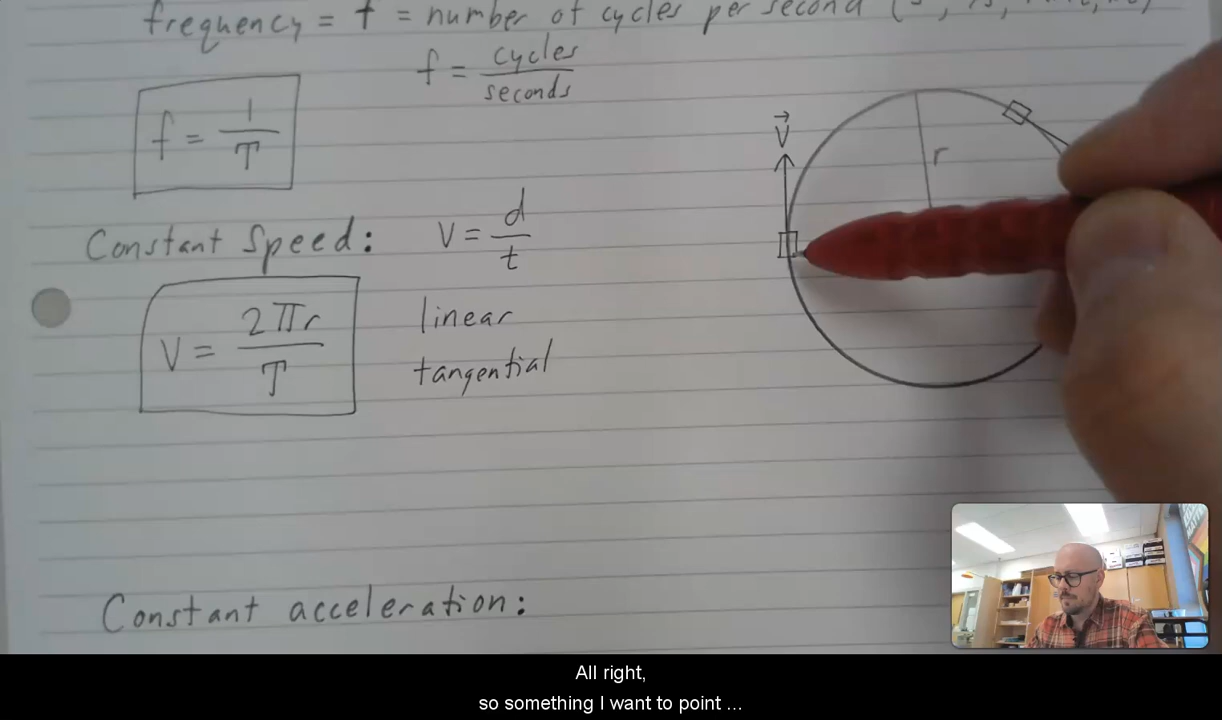 frequency = f = number of cycles per second
f = cycles / seconds
f = 1 / T
Constant Speed: V = d / t
V = 2πr / T
linear
tangential
V
r
Constant acceleration:
All right,
so something I want to point ...